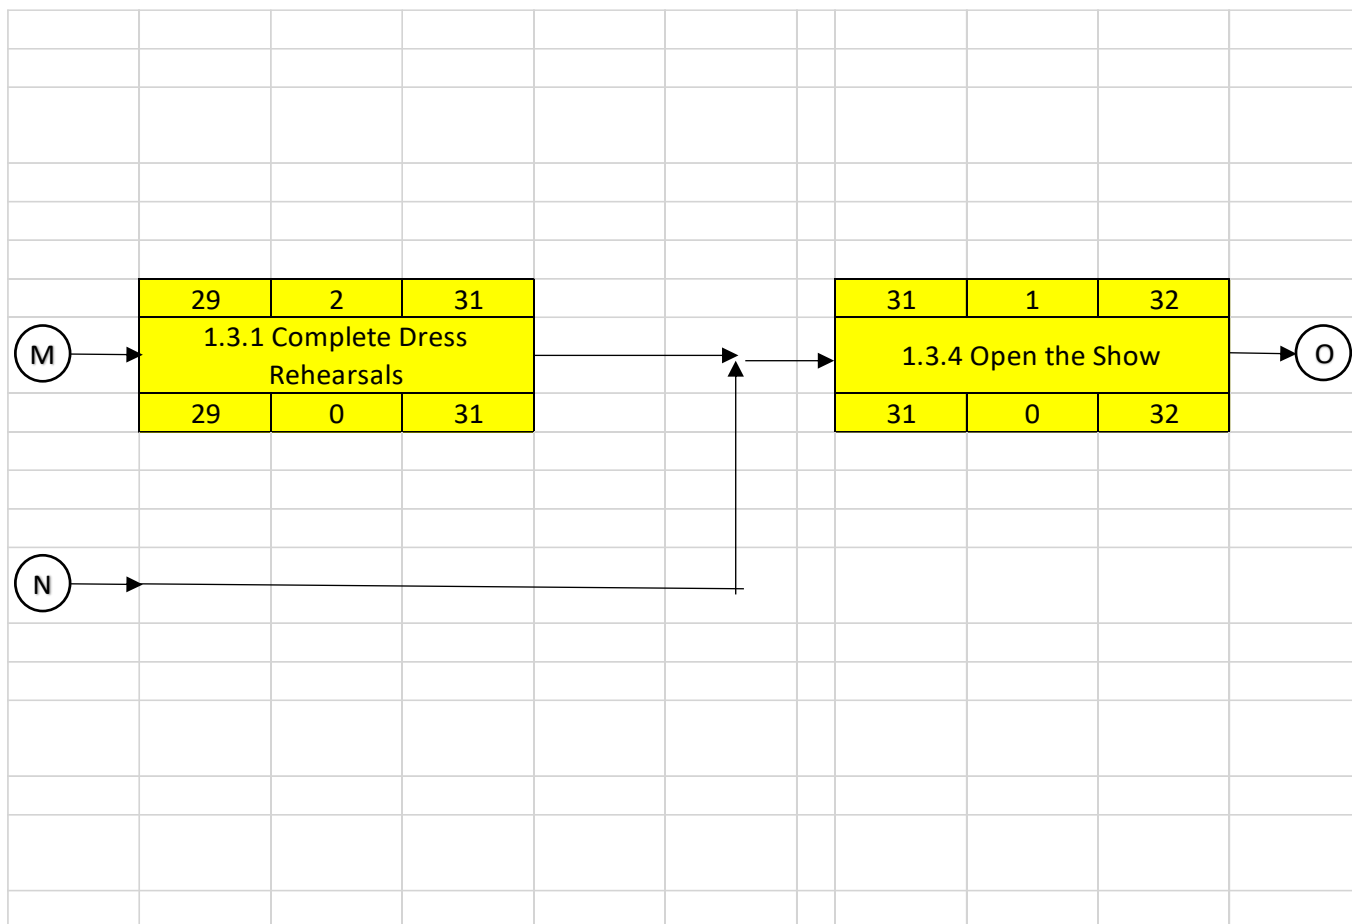 29 2 31
31 1 32
M
1.3.1 Complete Dress
Rehearsals
1.3.4 Open the Show
O
29 0 31
31 0 32
N